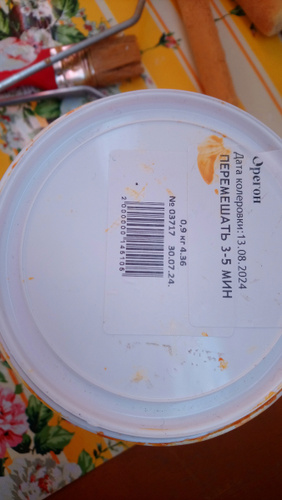 Орегон
Дата колеровки:13.08.2024
ПЕРЕМЕШАТЬ 3-5 МИН
0,9 кг 4.36
№ 03717 30.07.24.
2000000146106